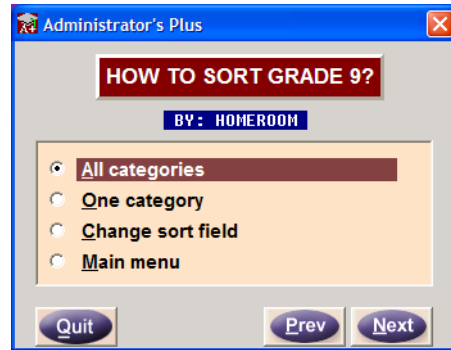 Administrator's Plus
HOW TO SORT GRADE 9?
BY: HOMEROOM
All categories
One category
Change sort field
Main menu
Quit Prev Next